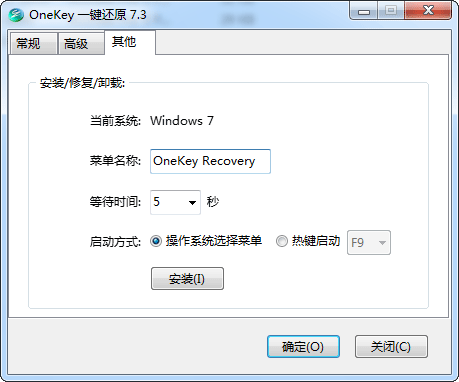 OneKey 一键还原 7.3
常规 高级 其他
安装/修复/卸载:
当前系统: Windows 7
菜单名称: OneKey Recovery
等待时间: 5 秒
启动方式: 操作系统选择菜单 热键启动 F9
安装(I)
确定(O) 关闭(C)